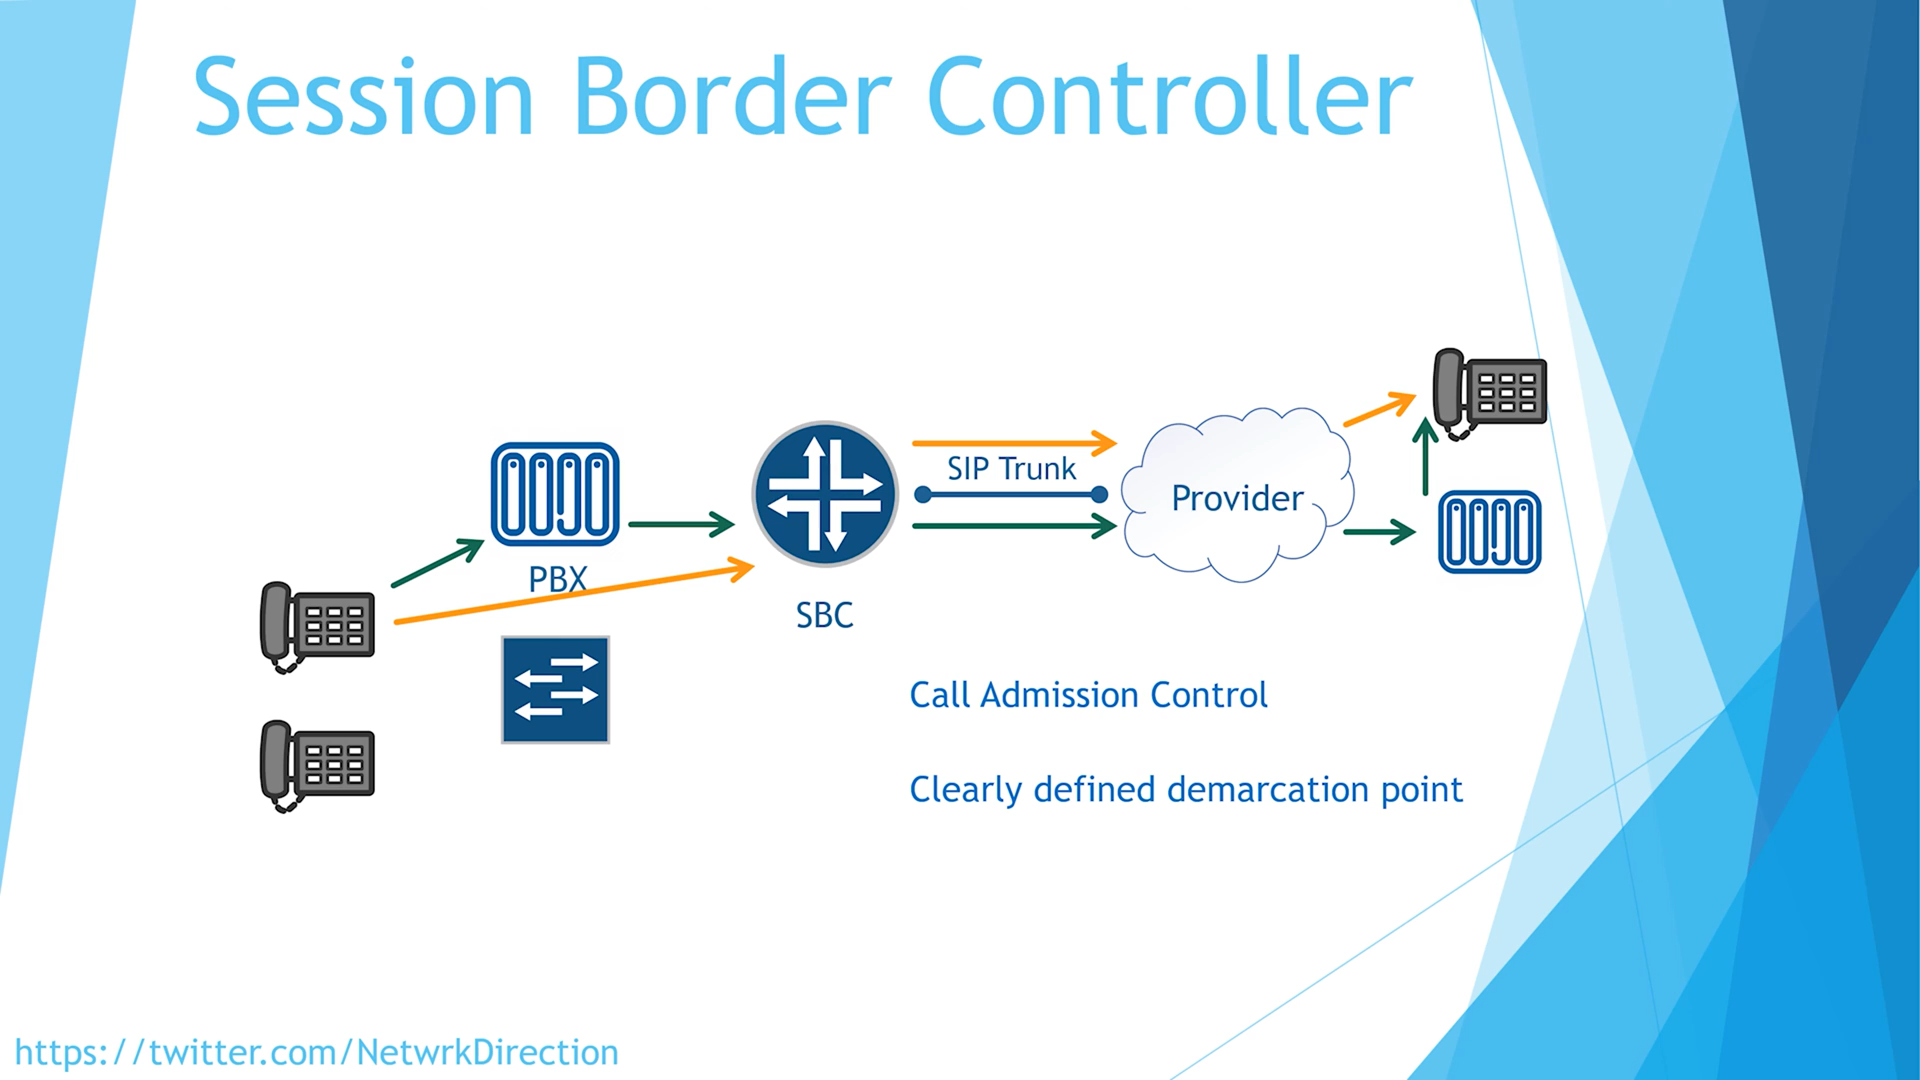 Session Border Controller
SIP Trunk
Provider
PBX
SBC
Call Admission Control
Clearly defined demarcation point
https://twitter.com/NetwrkDirection